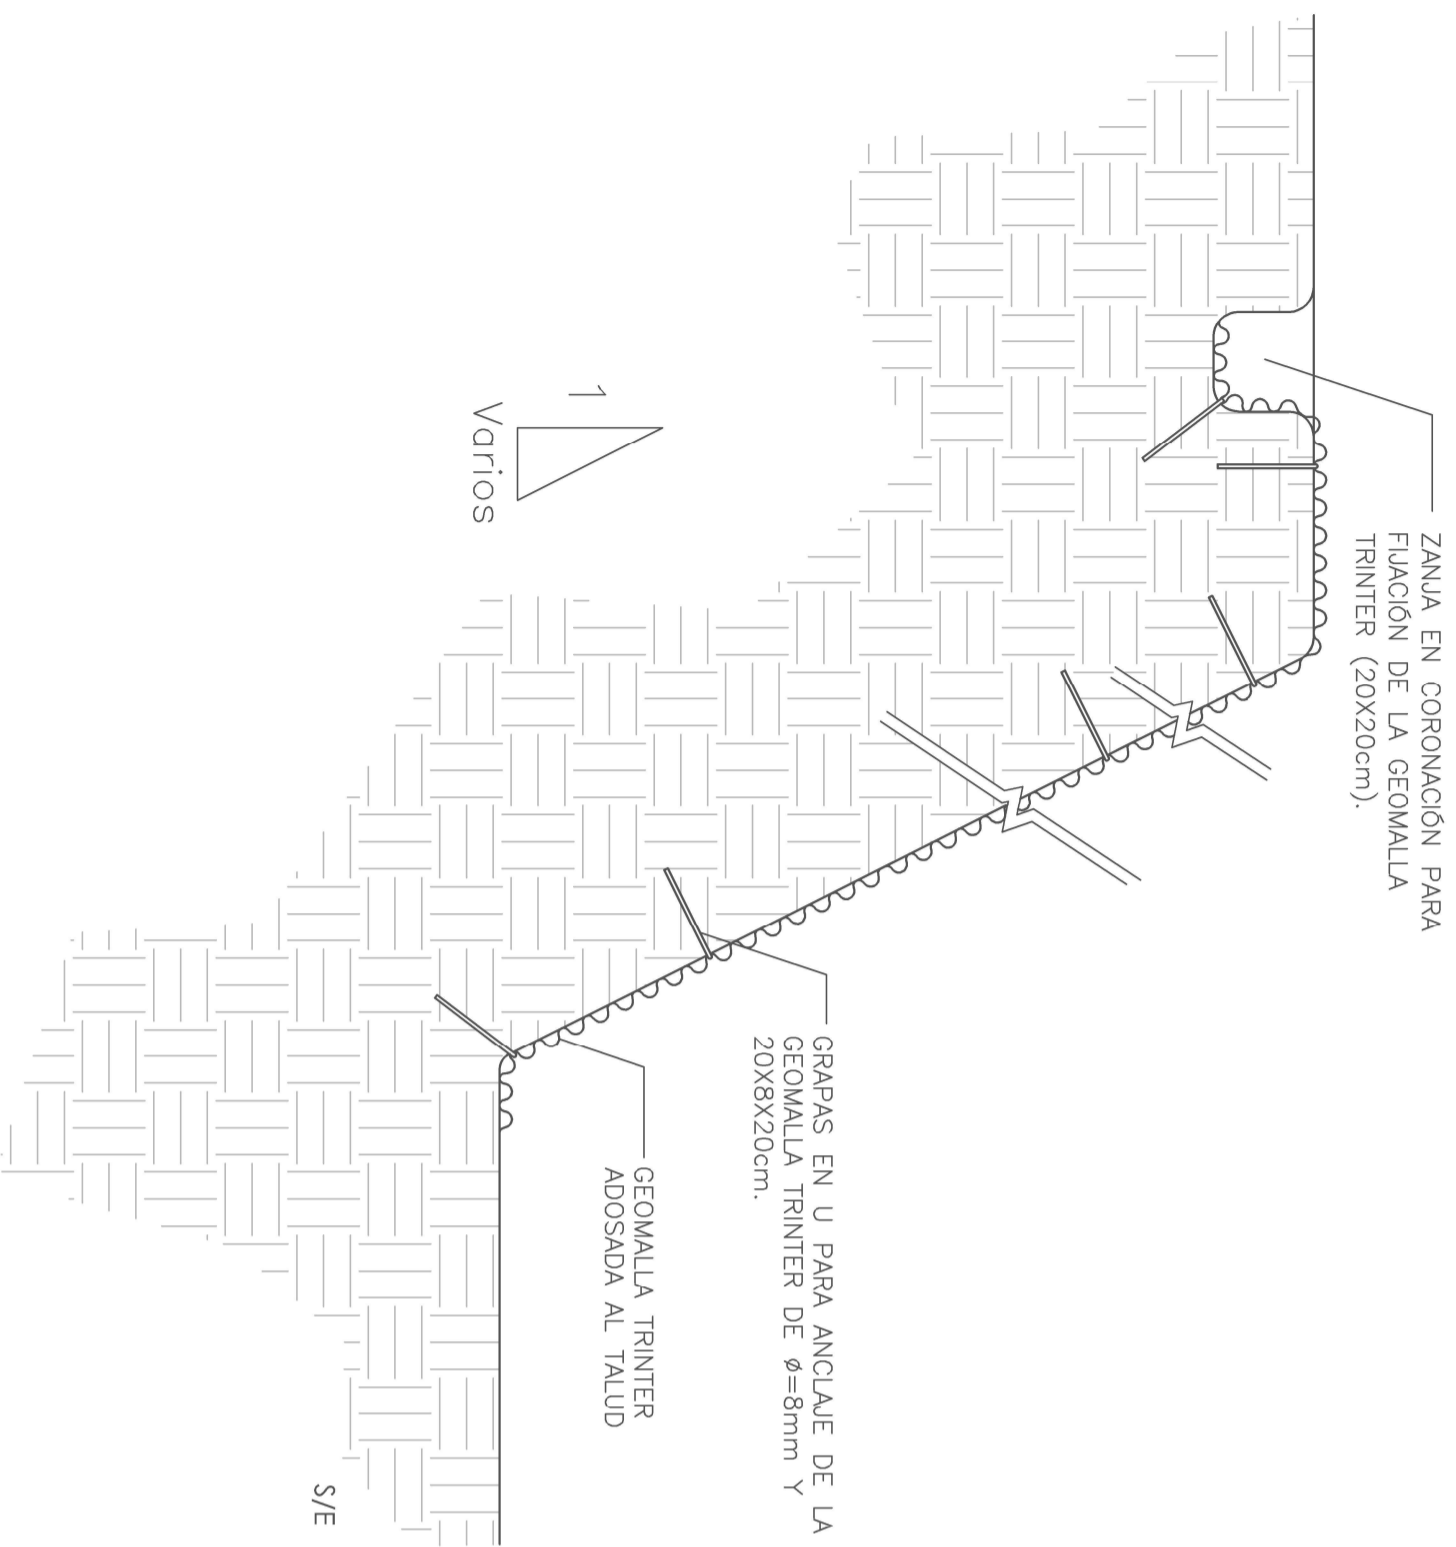 ZANJA EN CORONACIÓN PARA
FIJACIÓN DE LA GEOMALLA
TRINTER (20X20cm).
GRAPAS EN U PARA ANCLAJE DE LA
GEOMALLA TRINTER DE Ø=8mm Y
20X8X20cm.
GEOMALLA TRINTER
ADOSADA AL TALUD
1
Varios
S/E